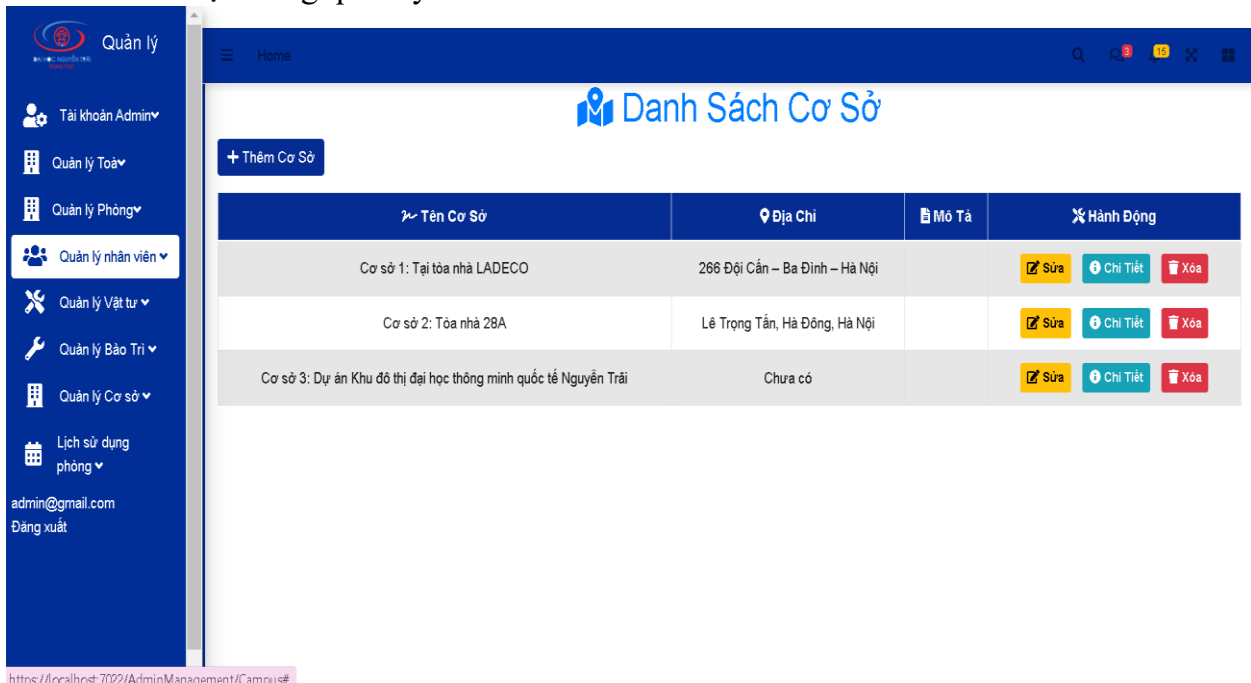 Quản lý
ĐẠI HỌC NGUYỄN TRÃI
Home
3
15
Danh Sách Cơ Sở
Thêm Cơ Sở
Tài khoản Admin
Quản lý Toà
Quản lý Phòng
Quản lý nhân viên
Quản lý Vật tư
Quản lý Bảo Trì
Quản lý Cơ sở
Lịch sử dụng
phòng
admin@gmail.com
Đăng xuất
Tên Cơ Sở Địa Chỉ Mô Tả Hành Động
Cơ sở 1: Tại tòa nhà LADECO 266 Đội Cấn – Ba Đình – Hà Nội Sửa Chi Tiết Xóa
Cơ sở 2: Tòa nhà 28A Lê Trọng Tấn, Hà Đông, Hà Nội Sửa Chi Tiết Xóa
Cơ sở 3: Dự án Khu đô thị đại học thông minh quốc tế Nguyễn Trãi Chưa có Sửa Chi Tiết Xóa
https://localhost:7022/AdminManagement/Campus#